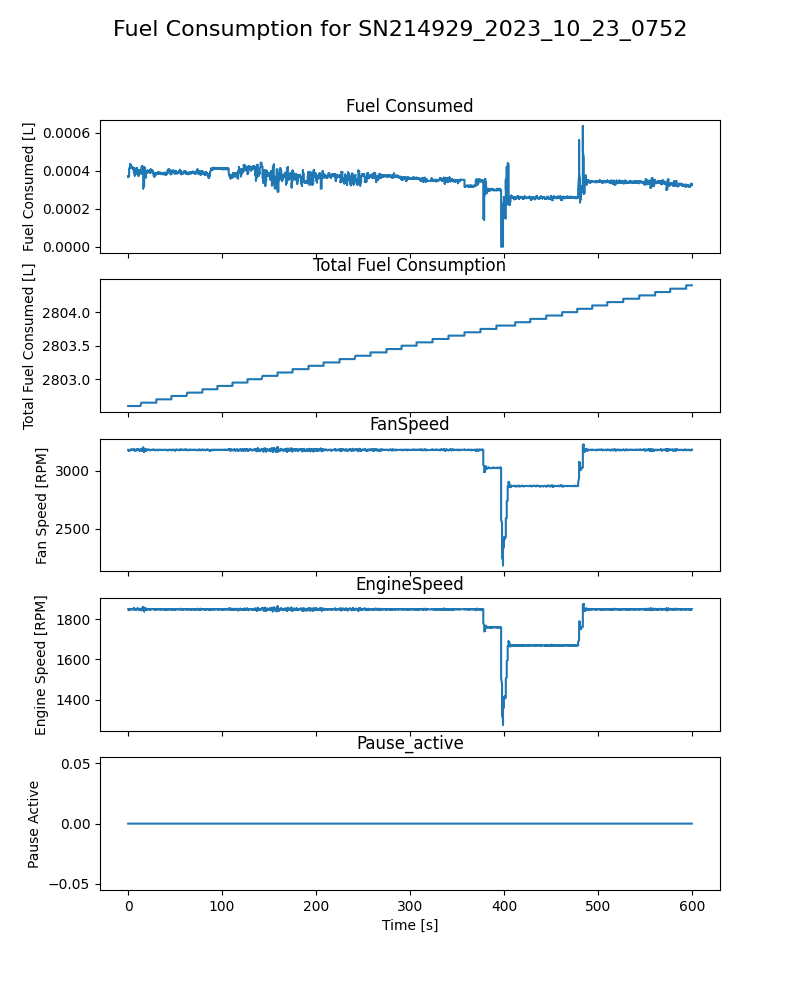 Fuel Consumption for SN214929_2023_10_23_0752
Fuel Consumed
Fuel Consumed [L]
0.0006
0.0004
0.0002
0.0000
Total Fuel Consumption
Total Fuel Consumed [L]
2804.0
2803.5
2803.0
FanSpeed
Fan Speed [RPM]
3000
2500
EngineSpeed
Engine Speed [RPM]
1800
1600
1400
Pause_active
Pause Active
0.05
0.00
−0.05
0 100 200 300 400 500 600
Time [s]